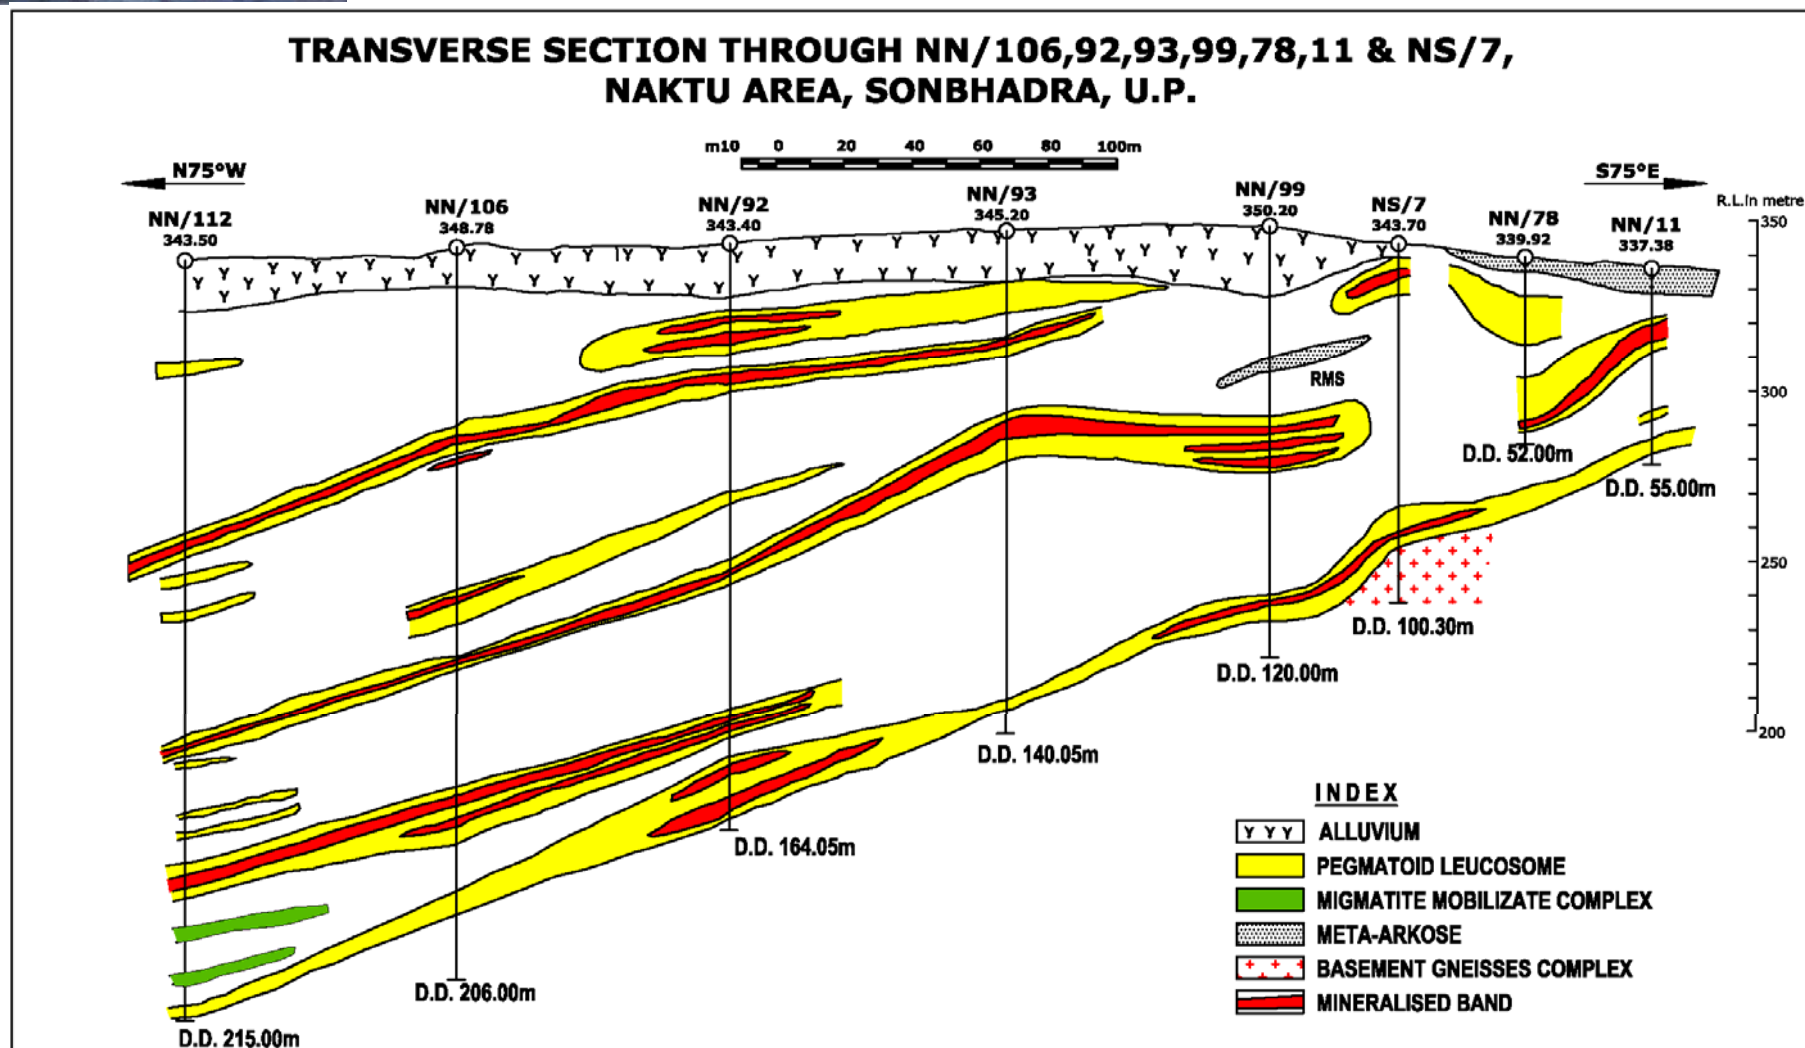 TRANSVERSE SECTION THROUGH NN/106,92,93,99,78,11 & NS/7,
NAKTU AREA, SONBHADRA, U.P.
m10 0 20 40 60 80 100m
N75°W
S75°E
R.L.in metre
NN/112
343.50
NN/106
348.78
NN/92
343.40
NN/93
345.20
NN/99
350.20
NS/7
343.70
NN/78
339.92
NN/11
337.38
350
300
250
200
RMS
D.D. 52.00m
D.D. 55.00m
D.D. 100.30m
D.D. 120.00m
D.D. 140.05m
D.D. 164.05m
D.D. 206.00m
D.D. 215.00m
INDEX
Y Y Y ALLUVIUM
PEGMATOID LEUCOSOME
MIGMATITE MOBILIZATE COMPLEX
META-ARKOSE
BASEMENT GNEISSES COMPLEX
MINERALISED BAND